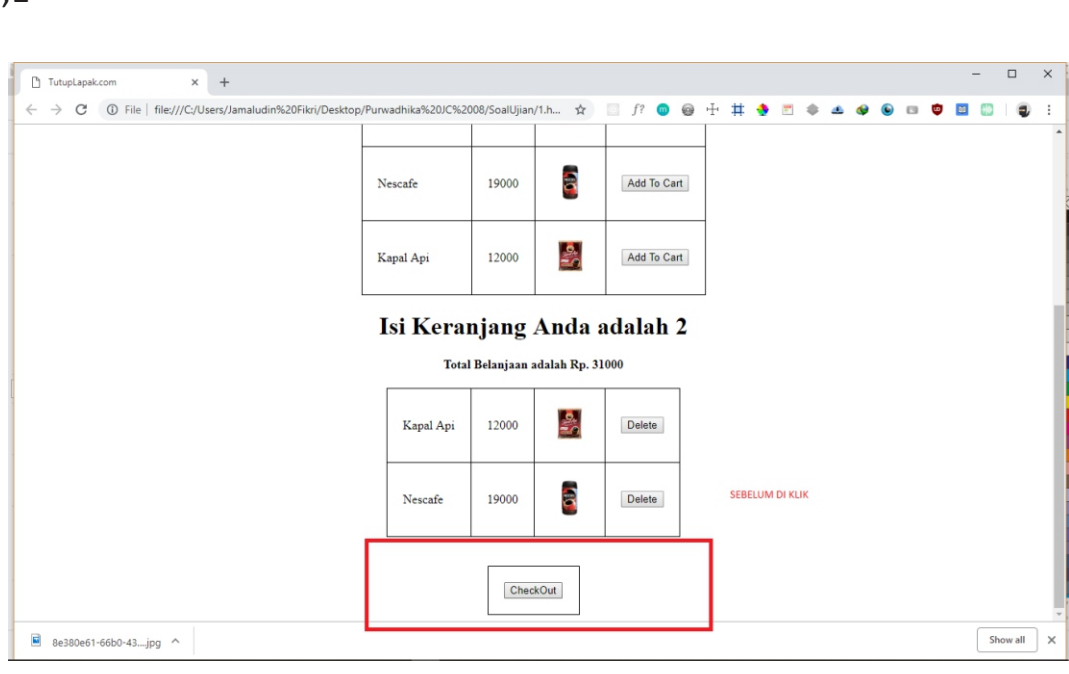 TutupLapak.com
File | file:///C:/Users/Jamaludin%20Fikri/Desktop/Purwadhika%20JC%2008/SoalUjian/1.h...
Nescafe 19000 Add To Cart
Kapal Api 12000 Add To Cart
Isi Keranjang Anda adalah 2
Total Belanjaan adalah Rp. 31000
Kapal Api 12000 Delete
Nescafe 19000 Delete
SEBELUM DI KLIK
CheckOut
8e380e61-66b0-43....jpg
Show all